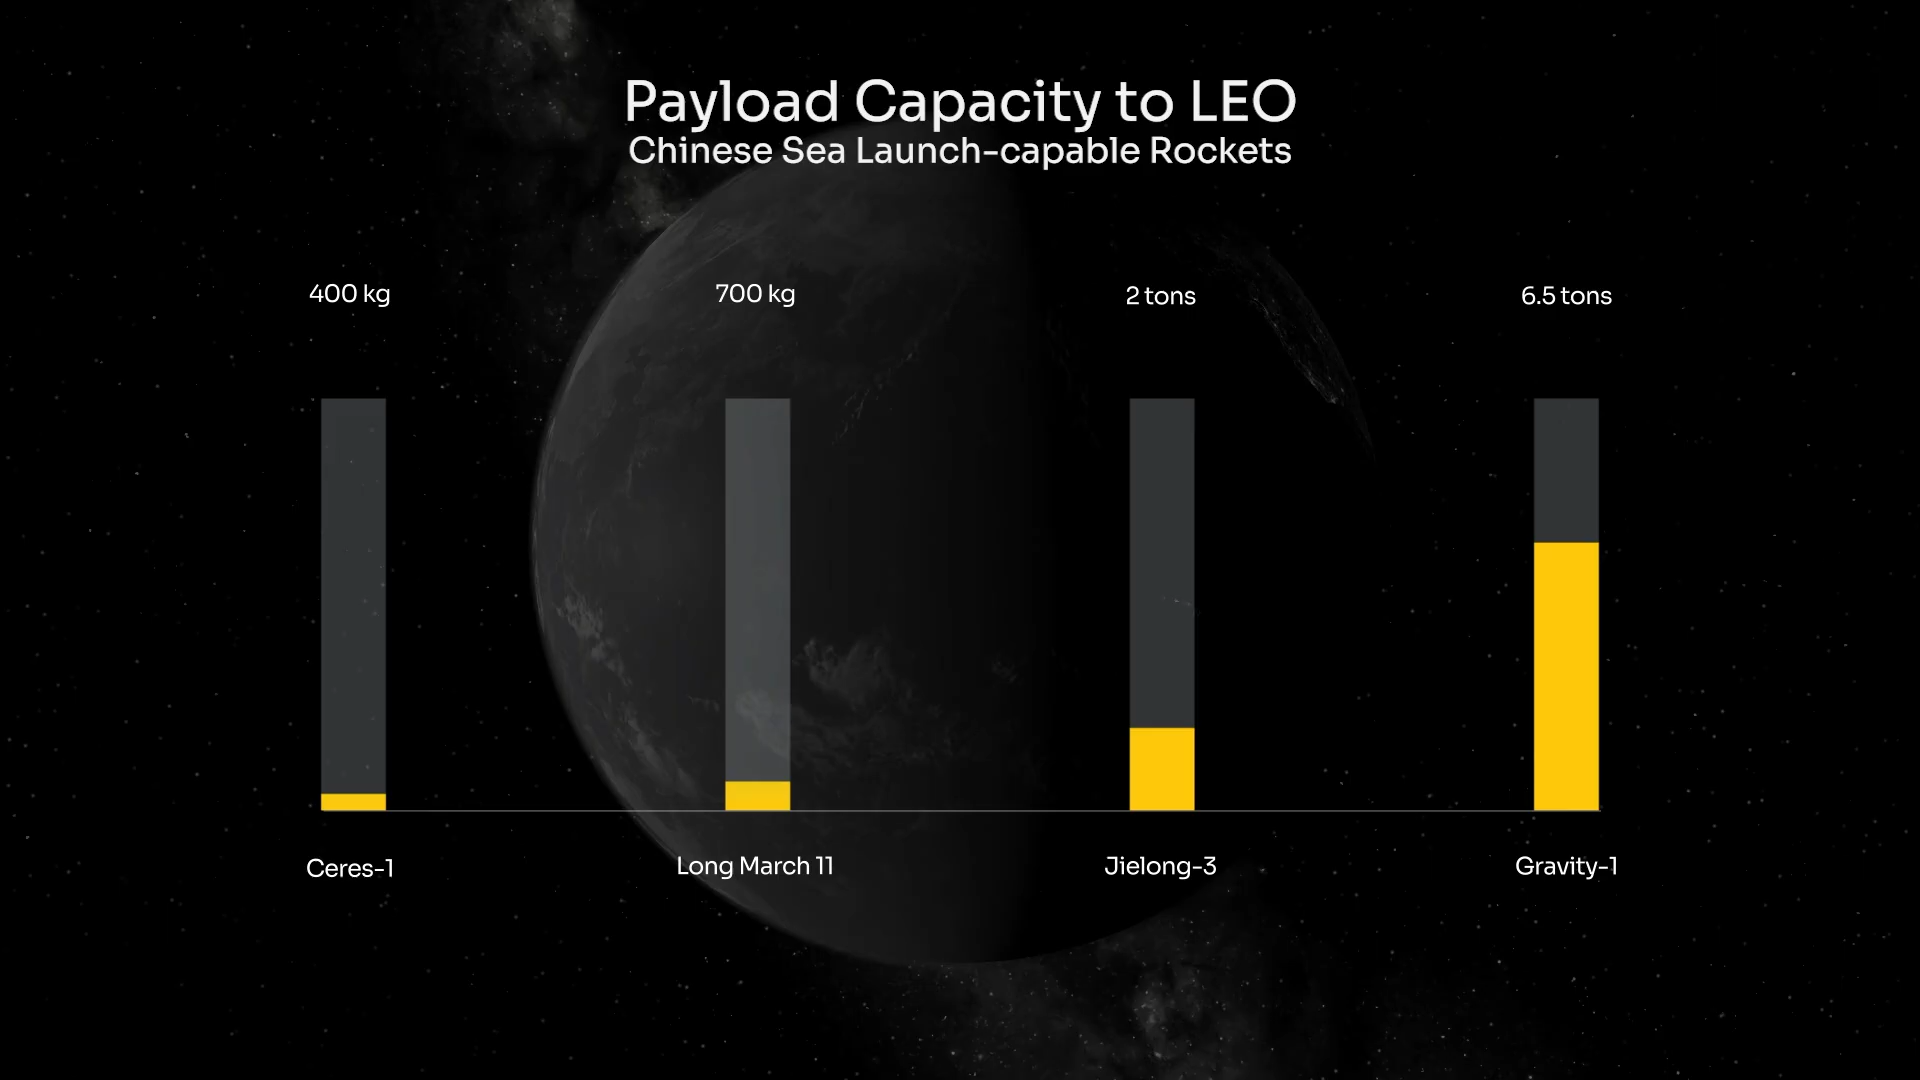 Payload Capacity to LEO
Chinese Sea Launch-capable Rockets
400 kg
700 kg
2 tons
6.5 tons
Ceres-1
Long March 11
Jielong-3
Gravity-1